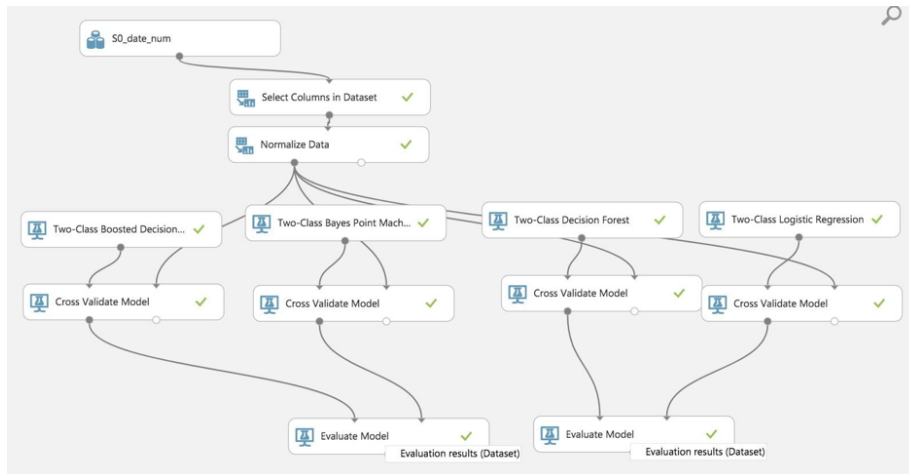 S0_date_num
Select Columns in Dataset
Normalize Data
Two-Class Boosted Decision...
Two-Class Bayes Point Mach...
Two-Class Decision Forest
Two-Class Logistic Regression
Cross Validate Model
Cross Validate Model
Cross Validate Model
Cross Validate Model
Evaluate Model
Evaluation results (Dataset)
Evaluate Model
Evaluation results (Dataset)